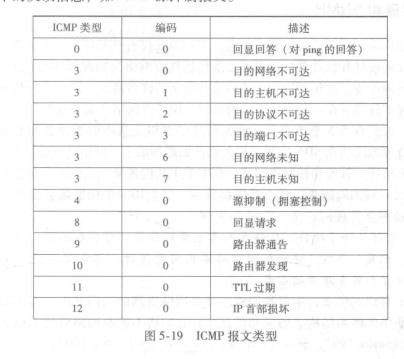 ICMP 类型 编码 描述
0 0 回显回答（对 ping 的回答）
3 0 目的网络不可达
3 1 目的主机不可达
3 2 目的协议不可达
3 3 目的端口不可达
3 6 目的网络未知
3 7 目的主机未知
4 0 源抑制（拥塞控制）
8 0 回显请求
9 0 路由器通告
10 0 路由器发现
11 0 TTL 过期
12 0 IP 首部损坏
图 5-19 ICMP 报文类型